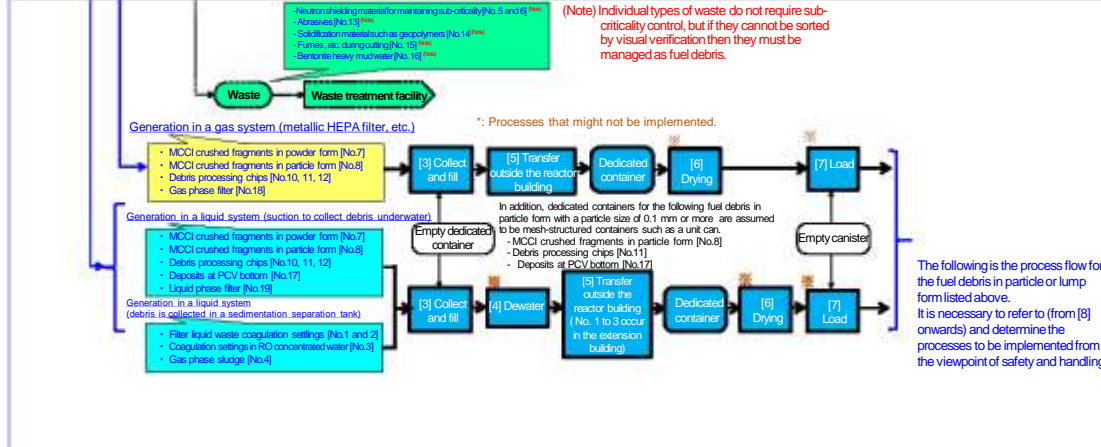 -Neutron shielding material for maintaining sub-criticality[No. 5 and 6] (Note)
- Abrasives [No.13] (Note)
- Solidification material such as geopolymers [No.14] (Note)
- Fumes, etc. during cutting [No. 15] (Note)
- Bentonite heavy mud water [No. 16] (Note)
(Note) Individual types of waste do not require sub-
criticality control, but if they cannot be sorted
by visual verification then they must be
managed as fuel debris.
Waste
Waste treatment facility
Generation in a gas system (metallic HEPA filter, etc.)
*: Processes that might not be implemented.
・ MCCI crushed fragments in powder form [No.7]
・ MCCI crushed fragments in particle form [No.8]
・ Debris processing chips [No.10, 11, 12]
・ Gas phase filter [No.18]
[3] Collect
and fill
[5] Transfer
outside the reactor
building
Dedicated
container
※
[6]
Drying
※
[7] Load
Generation in a liquid system (suction to collect debris underwater)
Empty dedicated
container
In addition, dedicated containers for the following fuel debris in
particle form with a particle size of 0.1 mm or more are assumed
to be mesh-structured containers such as a unit can.
- MCCI crushed fragments in particle form [No.8]
- Debris processing chips [No.11]
- Deposits at PCV bottom [No.17]
Empty canister
・ MCCI crushed fragments in powder form [No.7]
・ MCCI crushed fragments in particle form [No.8]
・ Debris processing chips [No.10, 11, 12]
・ Deposits at PCV bottom [No.17]
・ Liquid phase filter [No.19]
Generation in a liquid system
(debris is collected in a sedimentation separation tank)
・ Filter liquid waste coagulation settlings [No.1 and 2]
・ Coagulation settings in RO concentrated water [No.3]
・ Gas phase sludge [No.4]
[3] Collect
and fill
※
[4] Dewater
[5] Transfer
outside the
reactor building
( No. 1 to 3 occur
in the extension
building)
Dedicated
container
※
[6]
Drying
※
[7]
Load
The following is the process flow for
the fuel debris in particle or lump
form listed above.
It is necessary to refer to (from [8]
onwards) and determine the
processes to be implemented from
the viewpoint of safety and handling